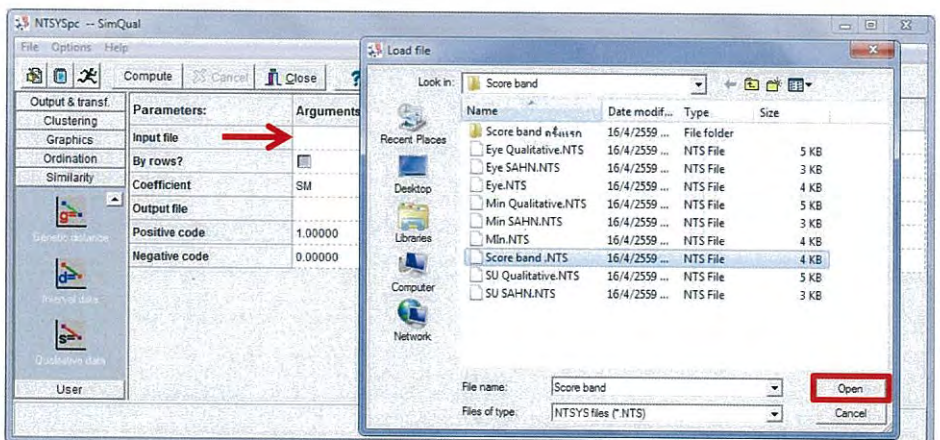 NTSYSpc -- SimQual
File Options Help
Compute Cancel Close ?
Output & transf.
Clustering
Graphics
Ordination
Similarity
Genetic distance
Interval data
Qualitative data
User
Parameters: Arguments
Input file
By rows?
Coefficient SM
Output file
Positive code 1.00000
Negative code 0.00000
Load file
Look in: Score band
Recent Places
Desktop
Libraries
Computer
Network
Name Date modif... Type Size
Score band ครั้งแรก 16/4/2559 ... File folder
Eye Qualitative.NTS 16/4/2559 ... NTS File 5 KB
Eye SAHN.NTS 16/4/2559 ... NTS File 3 KB
Eye.NTS 16/4/2559 ... NTS File 4 KB
Min Qualitative.NTS 16/4/2559 ... NTS File 5 KB
Min SAHN.NTS 16/4/2559 ... NTS File 3 KB
MIn.NTS 16/4/2559 ... NTS File 4 KB
Score band .NTS 16/4/2559 ... NTS File 4 KB
SU Qualitative.NTS 16/4/2559 ... NTS File 5 KB
SU SAHN.NTS 16/4/2559 ... NTS File 3 KB
File name: Score band Open
Files of type: NTSYS files (*.NTS) Cancel